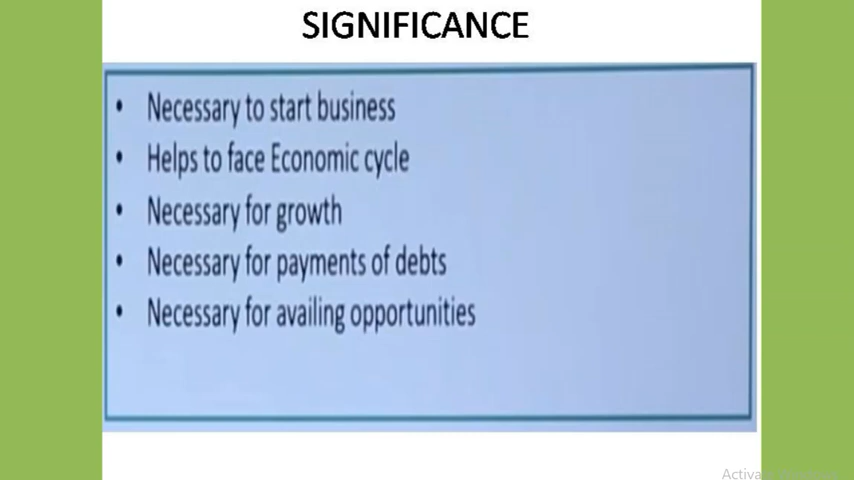 SIGNIFICANCE
• Necessary to start business
• Helps to face Economic cycle
• Necessary for growth
• Necessary for payments of debts
• Necessary for availing opportunities